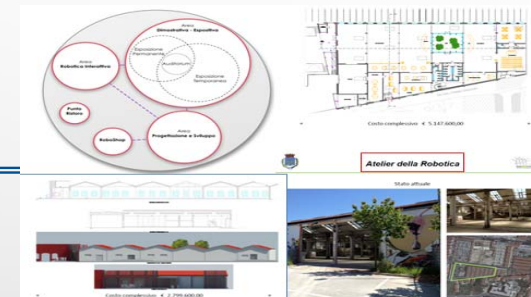 Area
Dimostrativo - Espositiva
Esposizione
Permanente
Auditorium
Esposizione
Temporanea
Area
Robotica Interattiva
Punto
Ristoro
RoboShop
Area
Progettazione e Sviluppo
Costo complessivo € 5.147.600,00
Atelier della Robotica
Stato attuale
Costo complessivo € 2.799.600,00